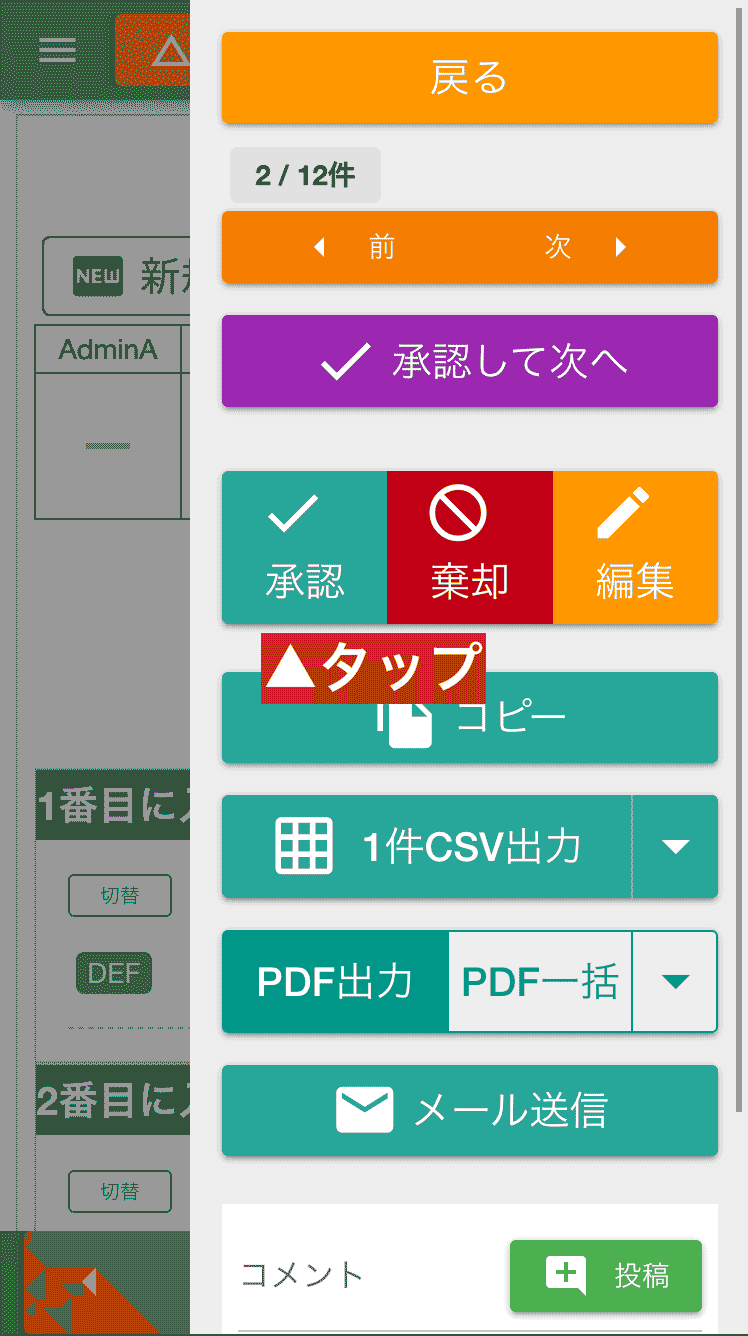 戻る
2 / 12件
前 次
NEW
AdminA
承認して次へ
承認 棄却 編集
▲タップ
コピー
1番目に
1件CSV出力
切替
DEF
PDF出力 PDF一括
2番目に
メール送信
切替
コメント
投稿